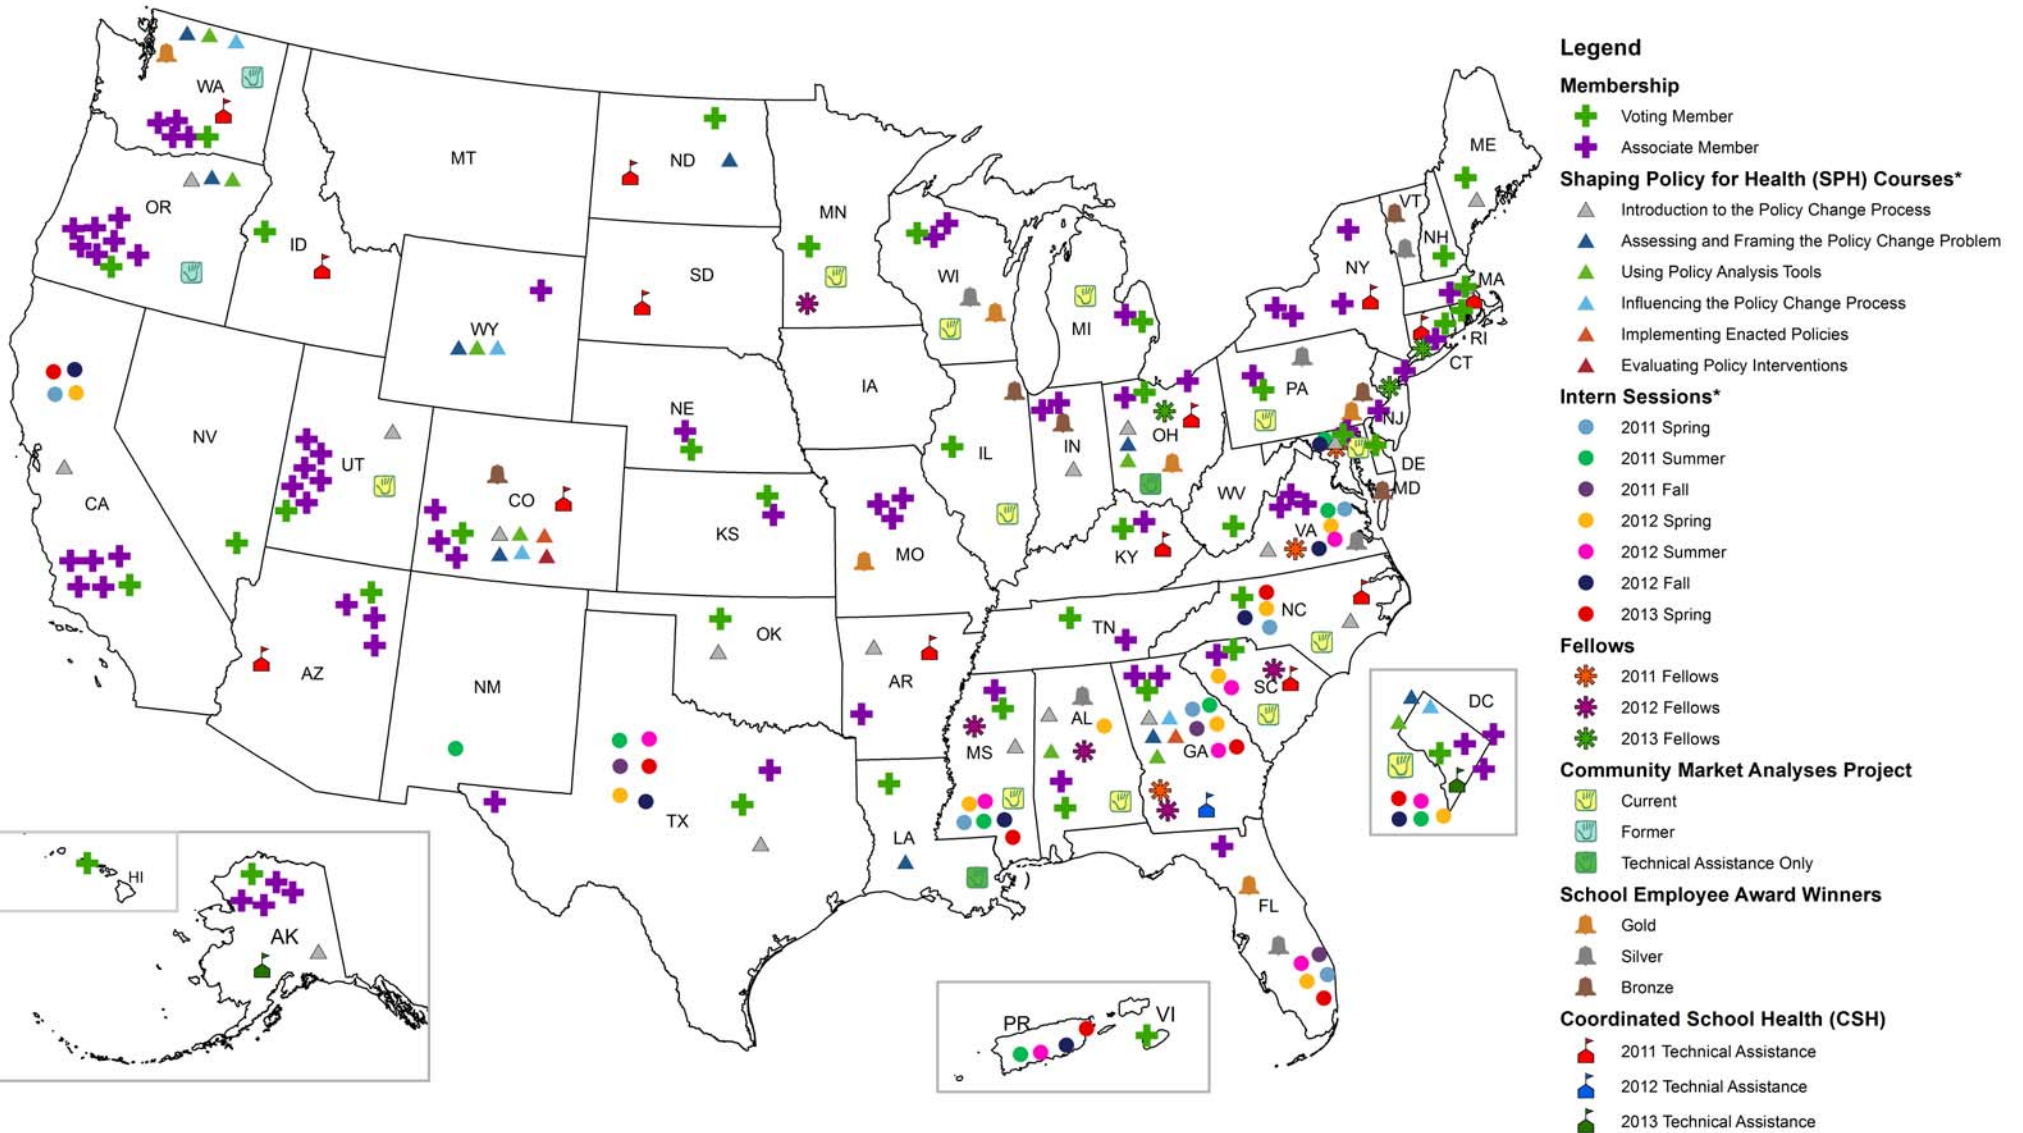 WA
OR
ID
MT
ND
MN
SD
WY
WI
MI
ME
VT
NH
MA
NY
RI
CT
PA
NJ
IA
NE
NV
UT
CO
CA
IL
IN
OH
DE
MD
WV
VA
KS
MO
KY
NC
TN
OK
AR
AZ
NM
SC
MS
AL
GA
TX
LA
FL
HI
AK
PR
VI
DC
Legend
Membership
Voting Member
Associate Member
Shaping Policy for Health (SPH) Courses*
Introduction to the Policy Change Process
Assessing and Framing the Policy Change Problem
Using Policy Analysis Tools
Influencing the Policy Change Process
Implementing Enacted Policies
Evaluating Policy Interventions
Intern Sessions*
2011 Spring
2011 Summer
2011 Fall
2012 Spring
2012 Summer
2012 Fall
2013 Spring
Fellows
2011 Fellows
2012 Fellows
2013 Fellows
Community Market Analyses Project
Current
Former
Technical Assistance Only
School Employee Award Winners
Gold
Silver
Bronze
Coordinated School Health (CSH)
2011 Technical Assistance
2012 Technial Assistance
2013 Technical Assistance